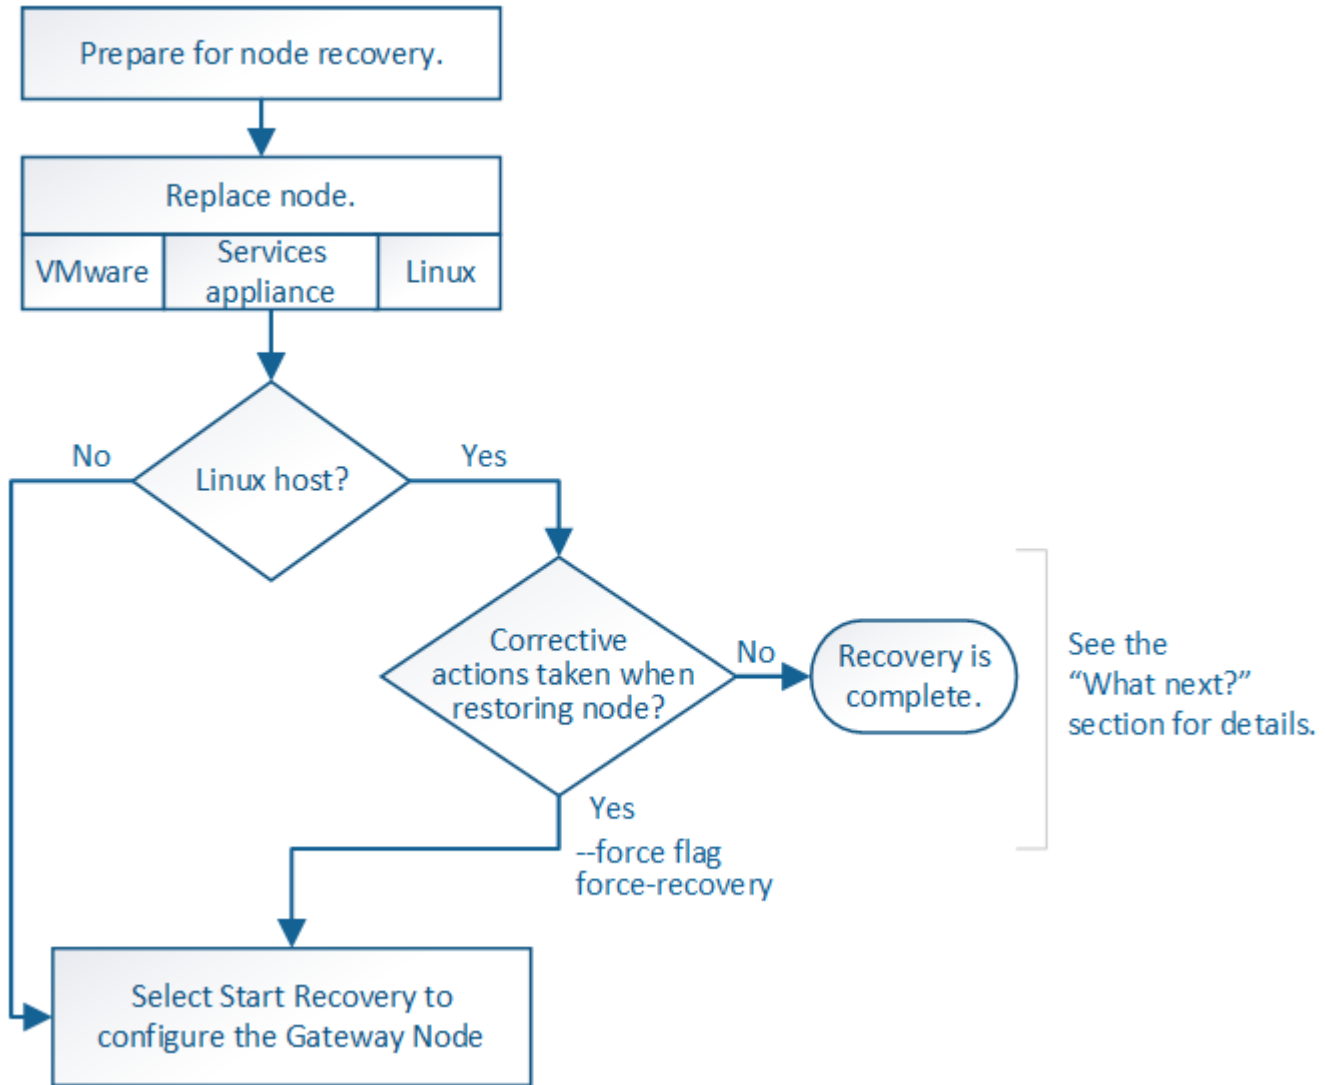 Prepare for node recovery.
Replace node.
VMware
Services
appliance
Linux
Linux host?
No
Yes
Corrective
actions taken when
restoring node?
No
Recovery is
complete.
See the
“What next?”
section for details.
Yes
--force flag
force-recovery
Select Start Recovery to
configure the Gateway Node